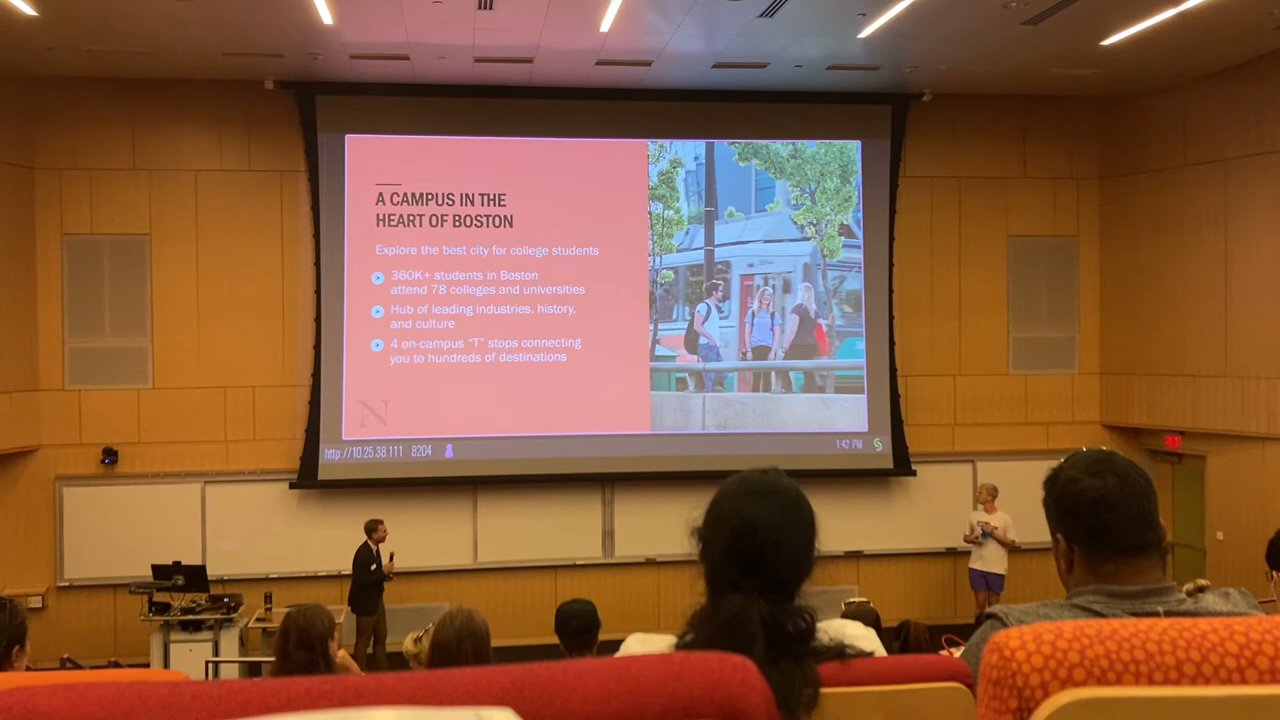 A CAMPUS IN THE
HEART OF BOSTON
Explore the best city for college students
360K+ students in Boston
attend 78 colleges and universities
Hub of leading industries, history,
and culture
4 on-campus "T" stops connecting
you to hundreds of destinations
N
http://10.25.38.111 8204
1:42 PM
EXIT